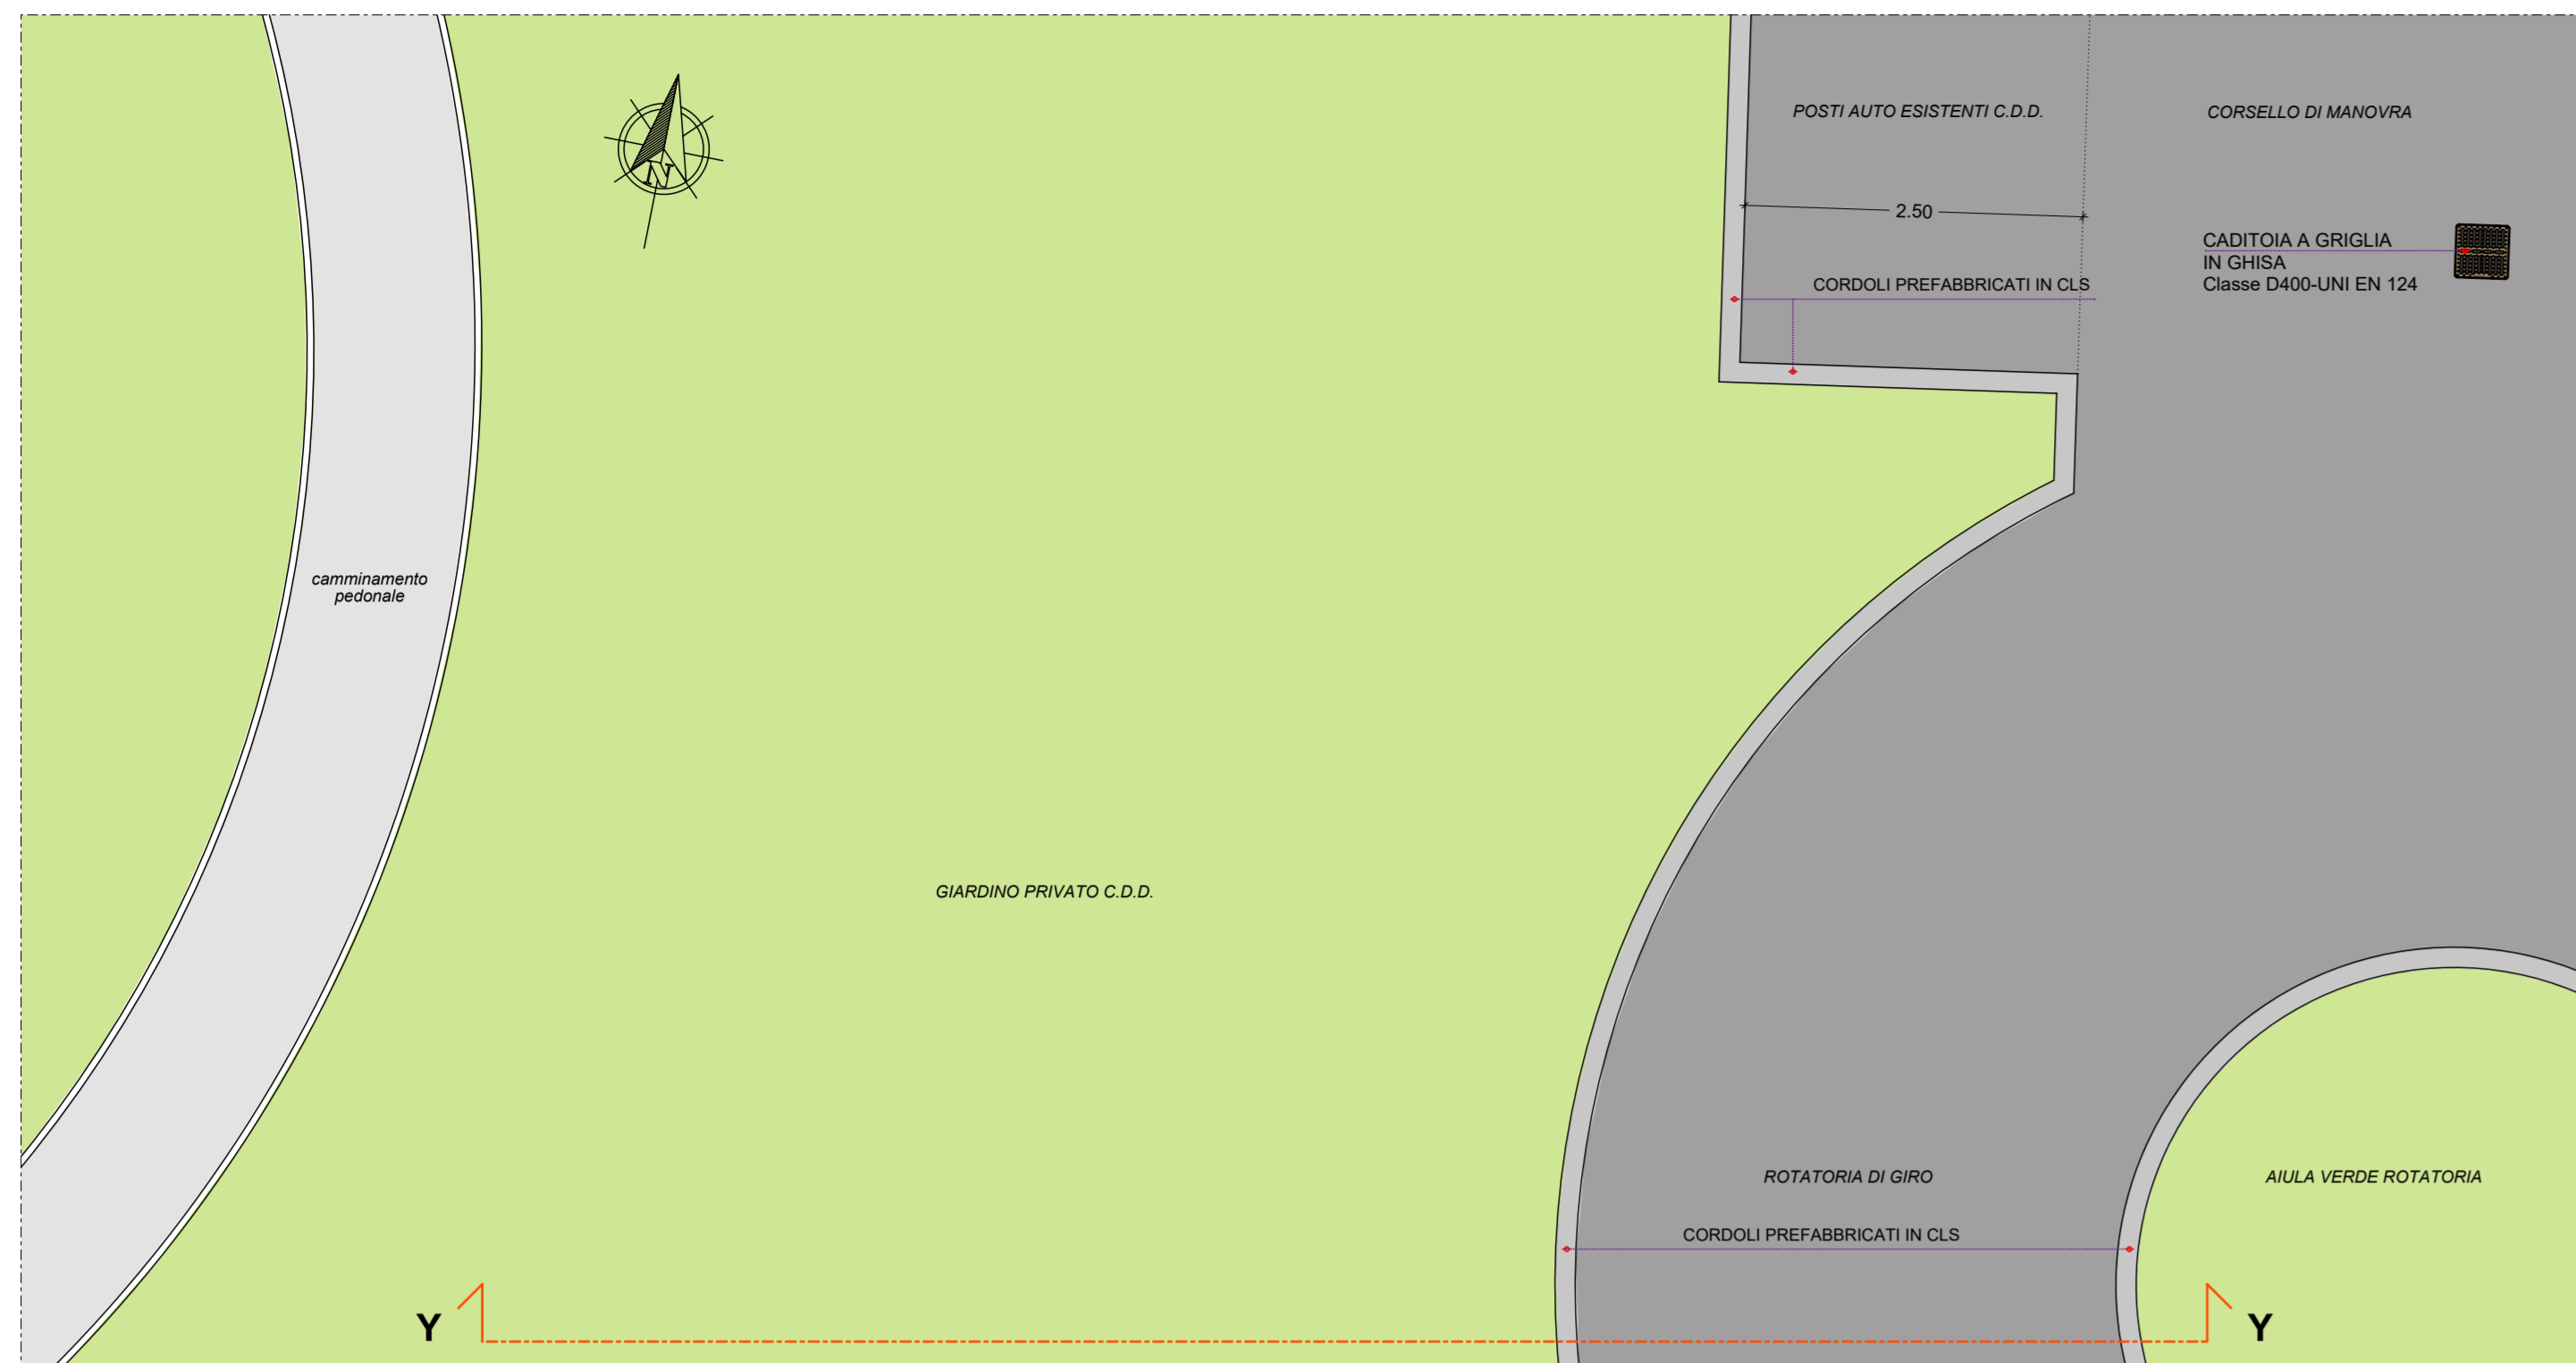 N
POSTI AUTO ESISTENTI C.D.D.
CORSELLO DI MANOVRA
2.50
CADITOIA A GRIGLIA
IN GHISA
Classe D400-UNI EN 124
CORDOLI PREFABBRICATI IN CLS
camminamento
pedonale
GIARDINO PRIVATO C.D.D.
ROTATORIA DI GIRO
AIULA VERDE ROTATORIA
CORDOLI PREFABBRICATI IN CLS
Y
Y